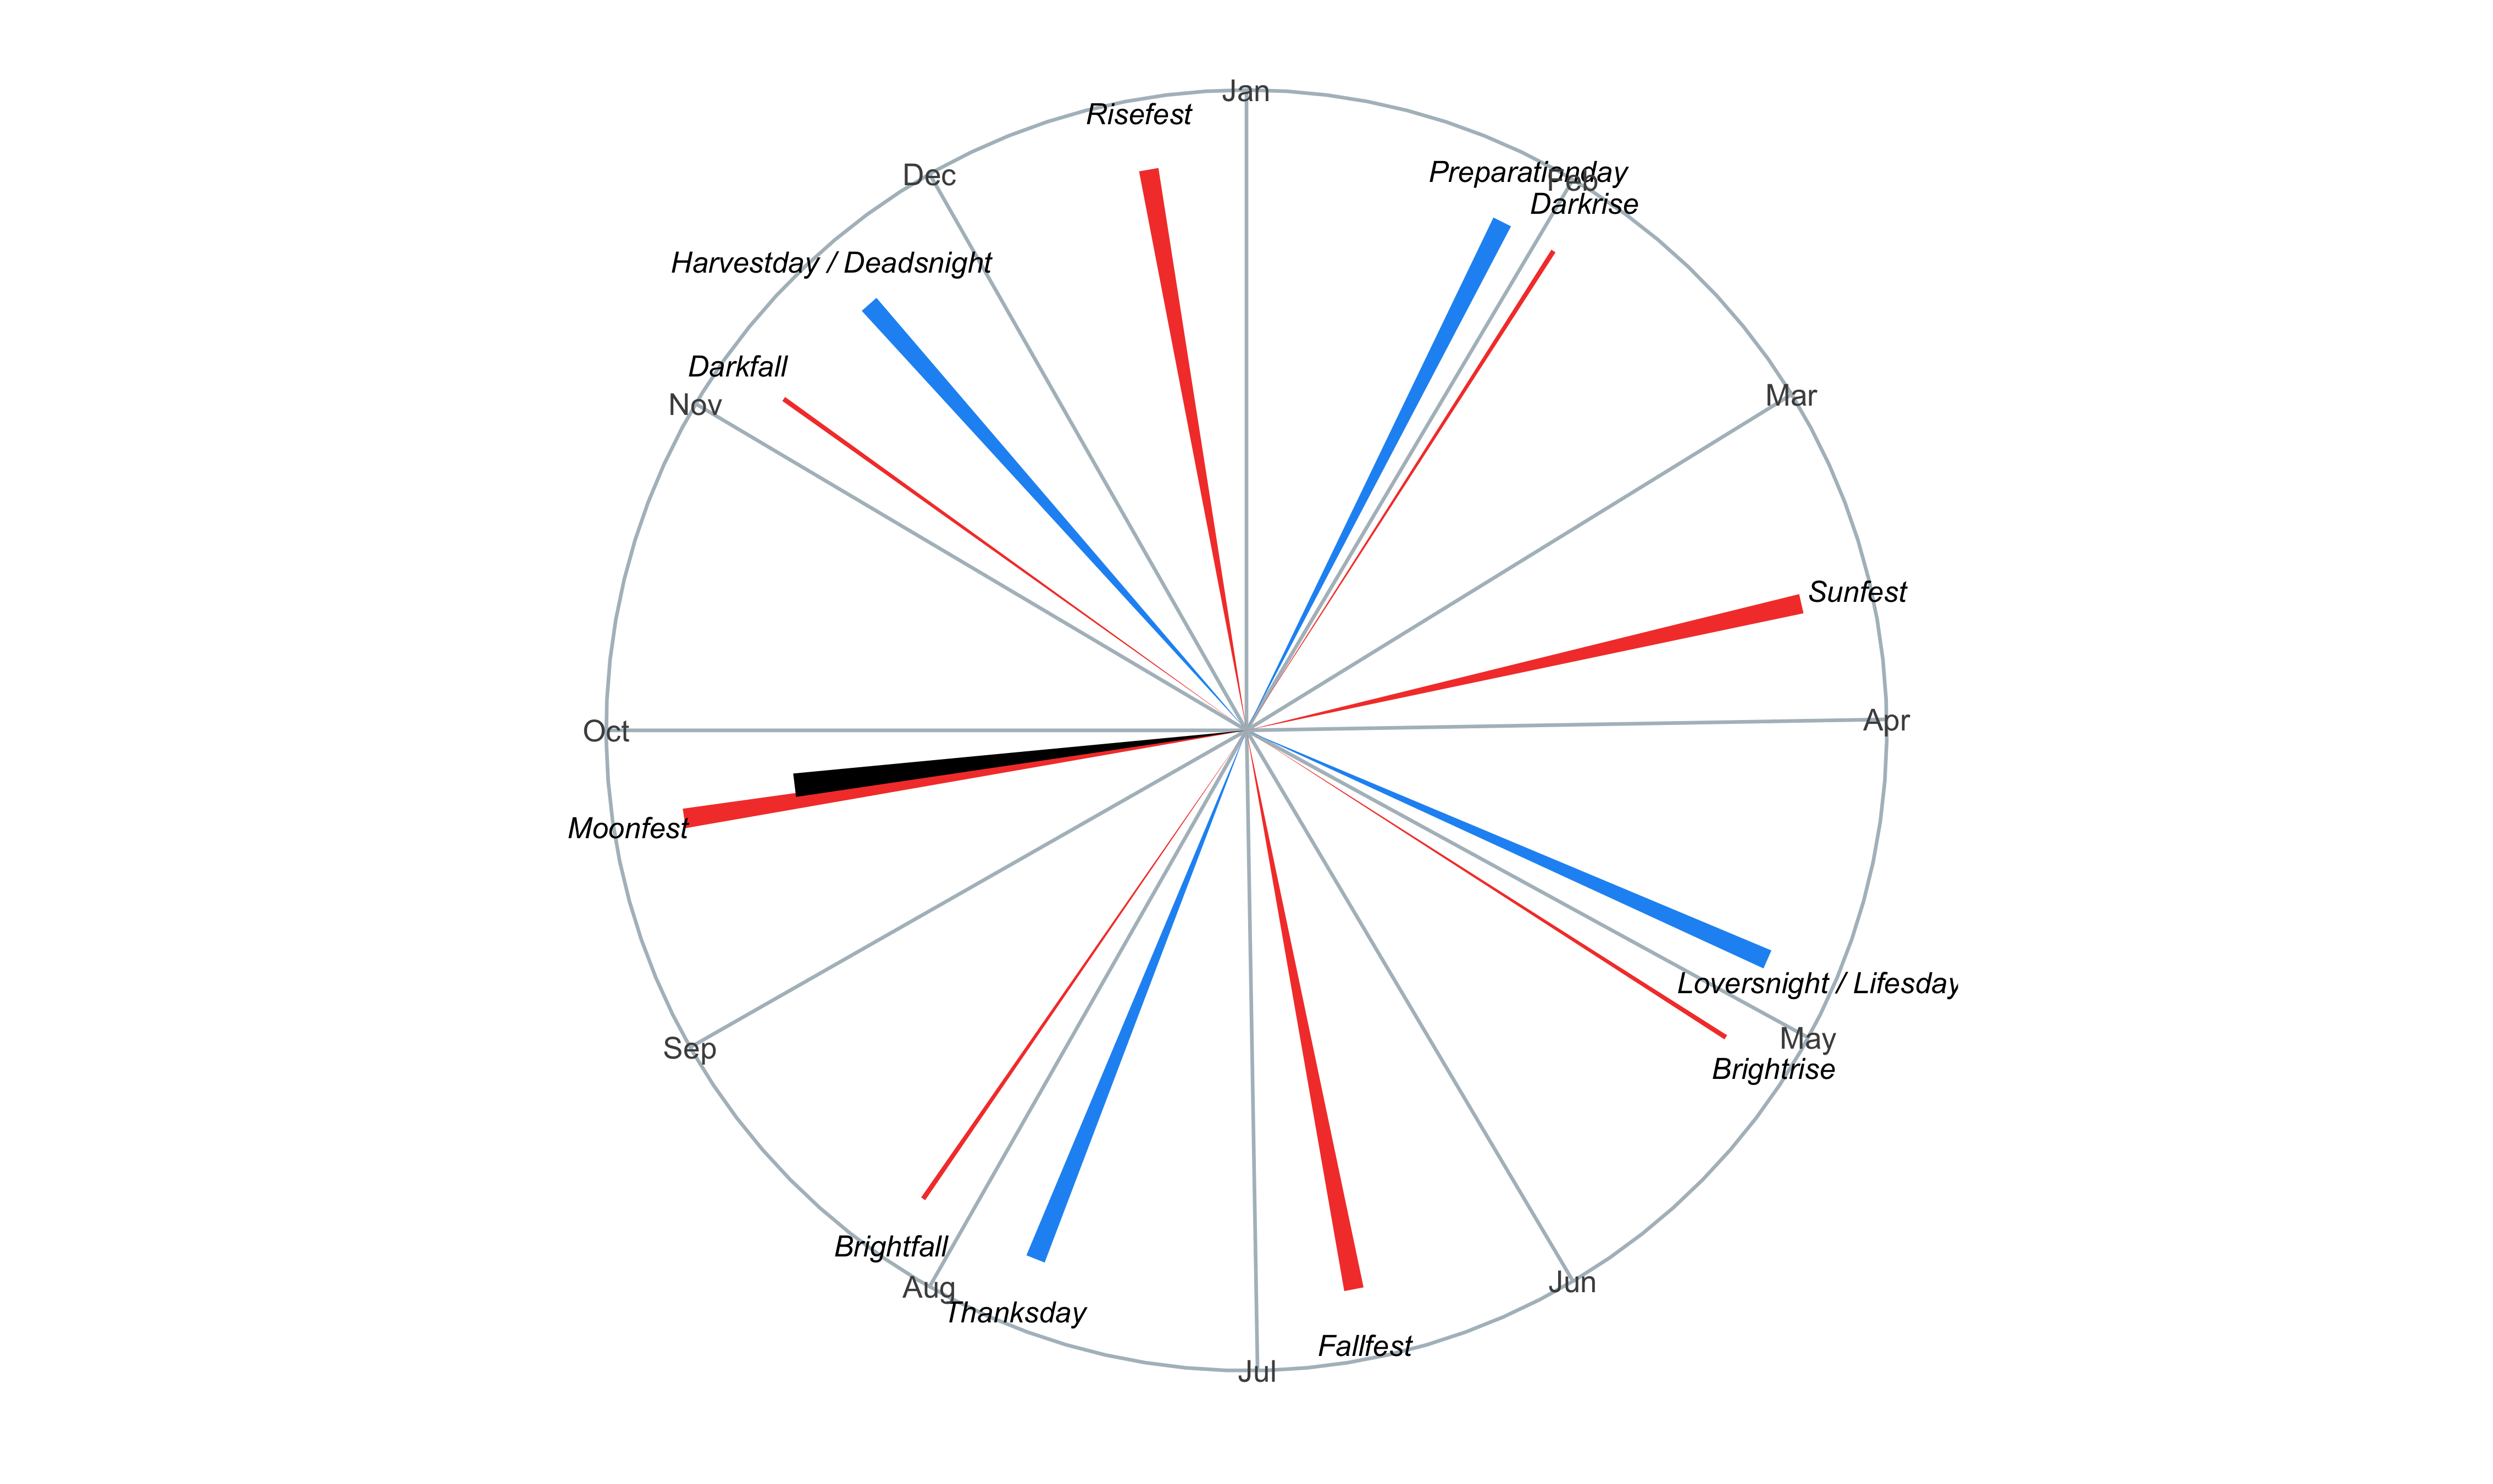 Jan
Risefest
Preparationday
Dec
Feb
Darkrise
Harvestday / Deadsnight
Darkfall
Mar
Nov
Sunfest
Apr
Oct
Moonfest
Loversnight / Lifesday
May
Sep
Brightrise
Brightfall
Jun
Aug
Thanksday
Fallfest
Jul